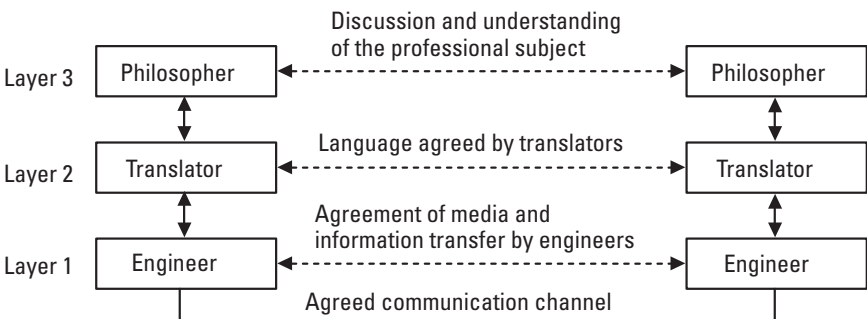 Discussion and understanding
of the professional subject
Layer 3 Philosopher Philosopher
Language agreed by translators
Layer 2 Translator Translator
Agreement of media and
information transfer by engineers
Layer 1 Engineer Engineer
Agreed communication channel